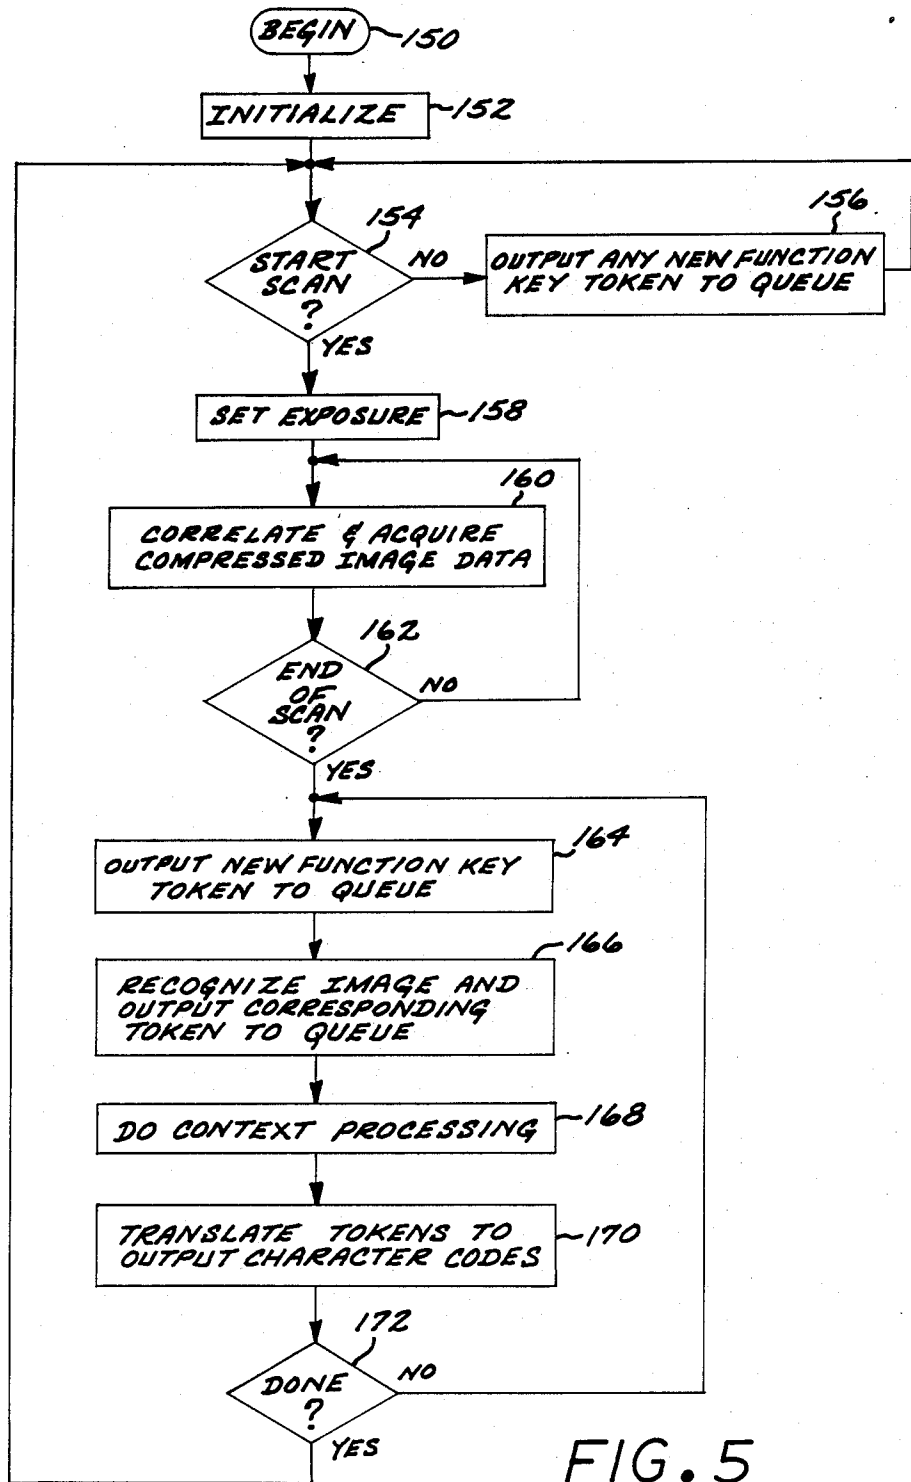 BEGIN
150
INITIALIZE
152
154
START
SCAN
?
NO
YES
156
OUTPUT ANY NEW FUNCTION
KEY TOKEN TO QUEUE
SET EXPOSURE
158
160
CORRELATE & ACQUIRE
COMPRESSED IMAGE DATA
162
END
OF
SCAN
?
NO
YES
164
OUTPUT NEW FUNCTION KEY
TOKEN TO QUEUE
166
RECOGNIZE IMAGE AND
OUTPUT CORRESPONDING
TOKEN TO QUEUE
DO CONTEXT PROCESSING
168
TRANSLATE TOKENS TO
OUTPUT CHARACTER CODES
170
172
DONE
?
NO
YES
FIG. 5